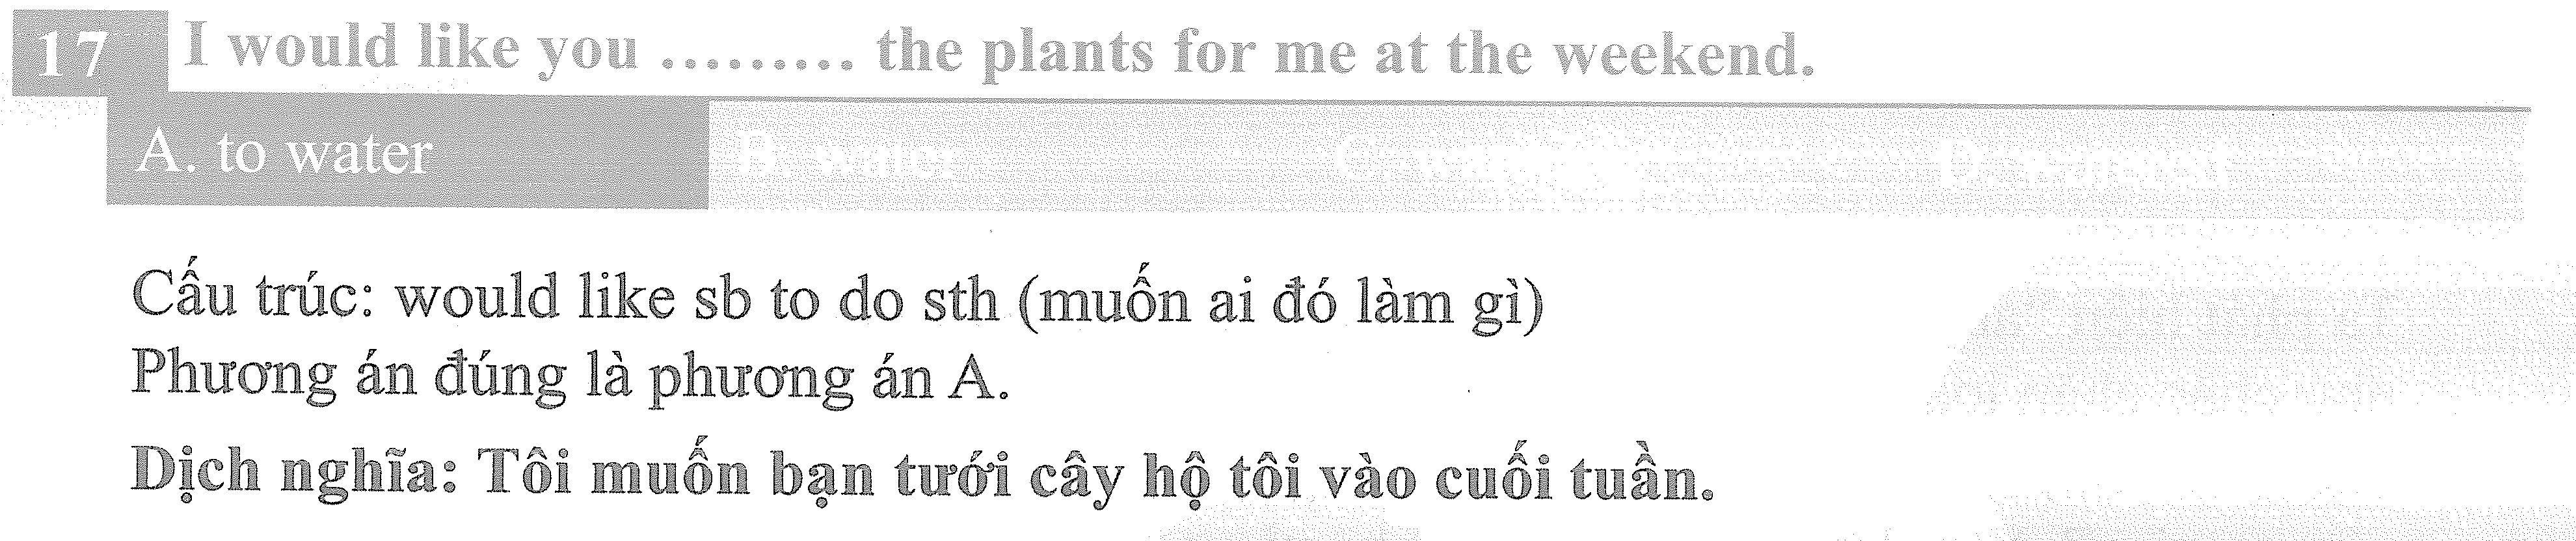 17 I would like you ......... the plants for me at the weekend.
A. to water B. water
Cấu trúc: would like sb to do sth (muốn ai đó làm gì)
Phương án đúng là phương án A.
Dịch nghĩa: Tôi muốn bạn tưới cây hộ tôi vào cuối tuần.